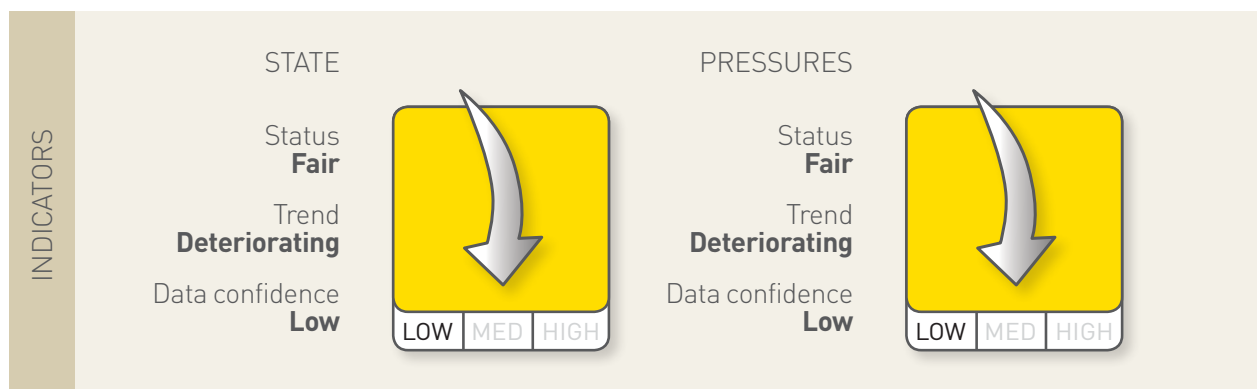 INDICATORS
STATE
Status
Fair
Trend
Deteriorating
Data confidence
Low
LOW MED HIGH
PRESSURES
Status
Fair
Trend
Deteriorating
Data confidence
Low
LOW MED HIGH